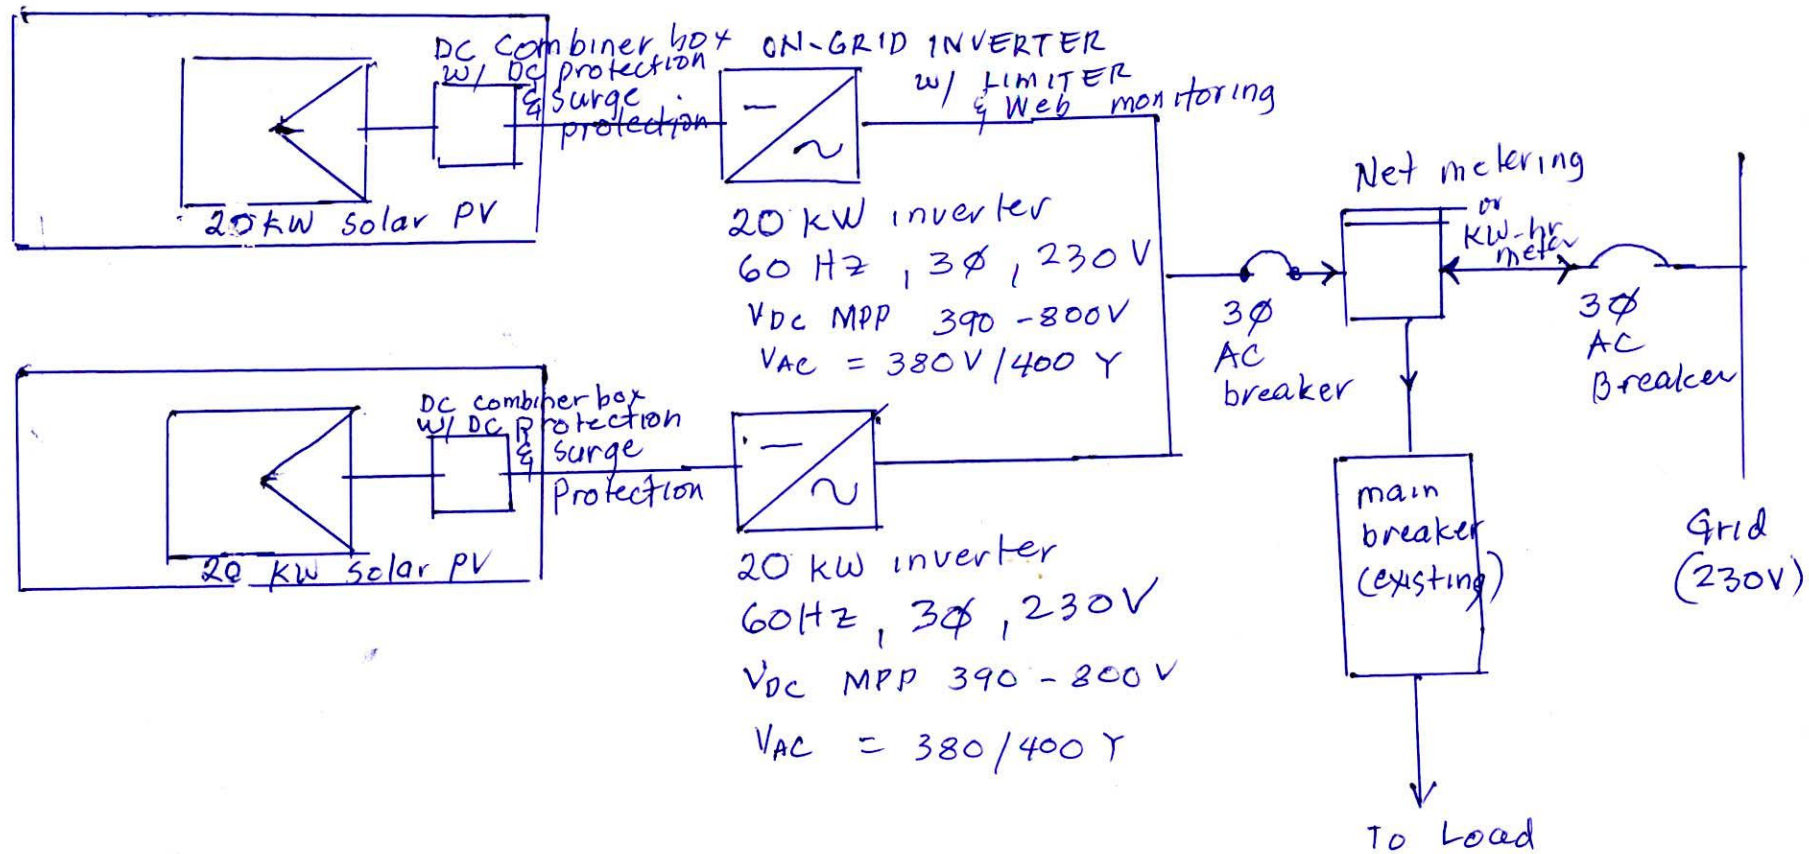 DC Combiner box
w/ DC protection
& Surge
protection
20 KW Solar PV
ON-GRID INVERTER
w/ LIMITER
& Web monitoring
20 KW inverter
60 Hz, 3Ø, 230V
VDC MPP 390-800V
VAC = 380V/400 Y
DC combiner box
W/ DC Protection
& Surge
Protection
20 KW Solar PV
20 KW inverter
60Hz, 3Ø, 230V
VDC MPP 390-800V
VAC = 380/400 Y
3Ø
AC
breaker
Net metering
or
KW-hr
meter
3Ø
AC
Breaker
main
breaker
(existing)
To Load
Grid
(230V)